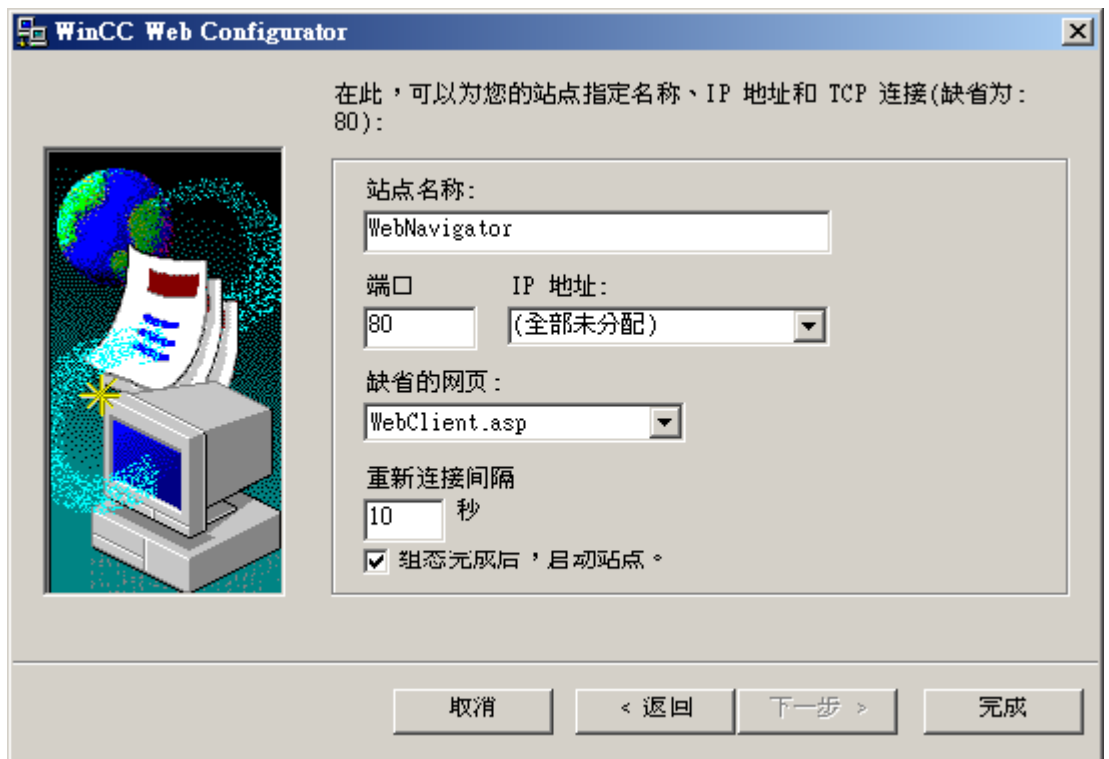 WinCC Web Configurator
在此，可以为您的站点指定名称、IP 地址和 TCP 连接(缺省为:
80):
站点名称:
WebNavigator
端口 IP 地址:
80 (全部未分配)
缺省的网页:
WebClient.asp
重新连接间隔
10 秒
组态完成后，启动站点。
取消 < 返回 下一步 > 完成